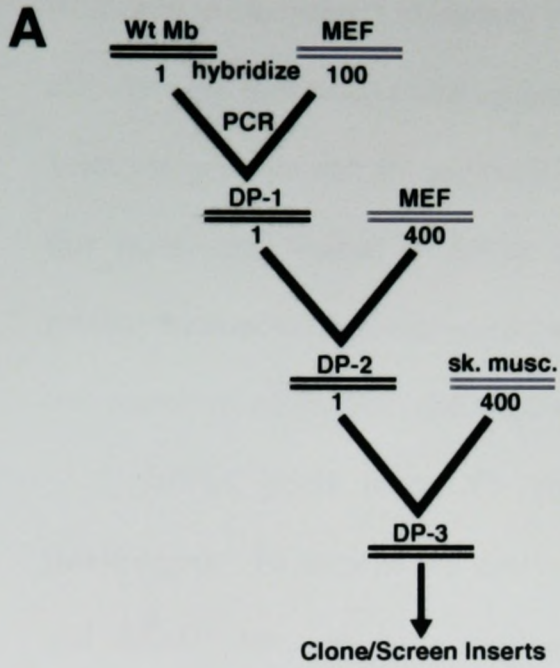 A
Wt Mb MEF
1 hybridize 100
PCR
DP-1 MEF
1 400
DP-2 sk. musc.
1 400
DP-3
Clone/Screen Inserts